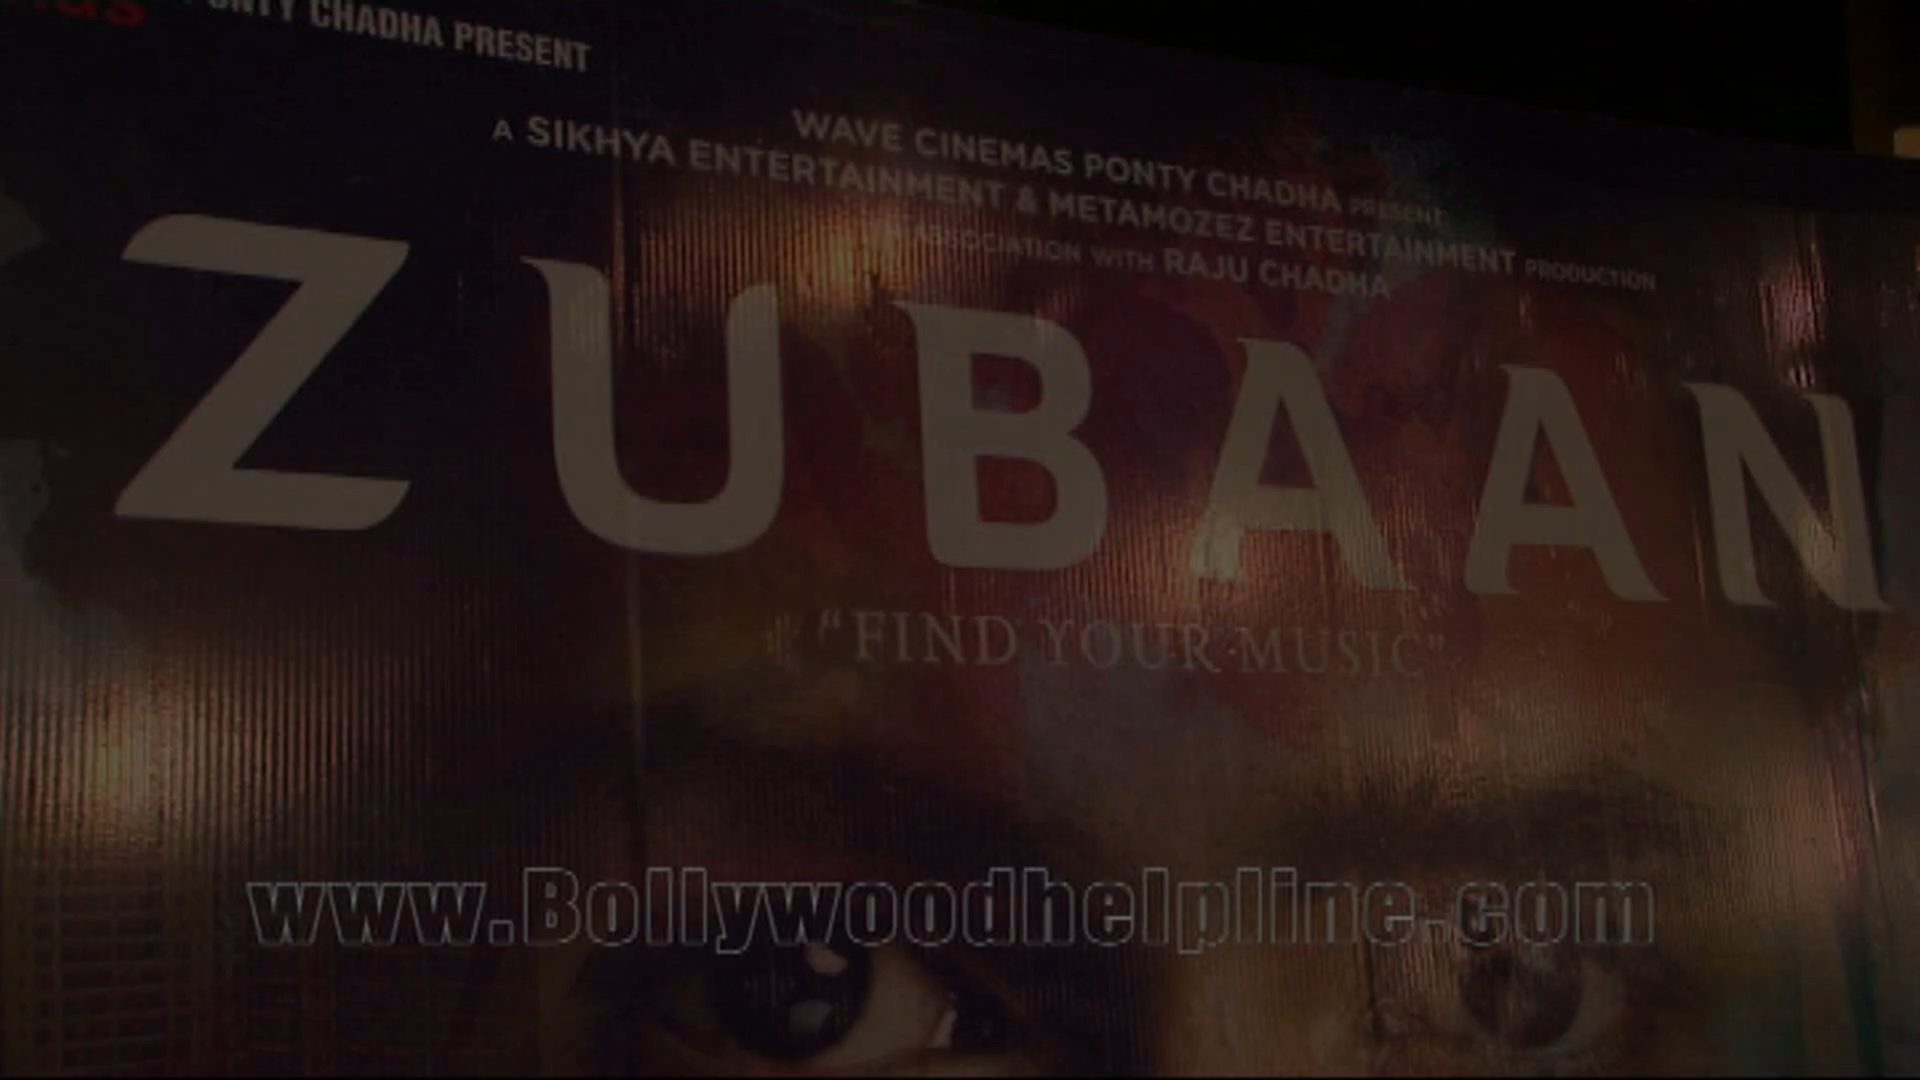 PONTY CHADHA PRESENT
WAVE CINEMAS PONTY CHADHA PRESENT
A SIKHYA ENTERTAINMENT & METAMOZEZ ENTERTAINMENT PRODUCTION
ASSOCIATION WITH RAJU CHADHA
ZUBAAN
"FIND YOUR MUSIC"
www.Bollywoodhelpline.com